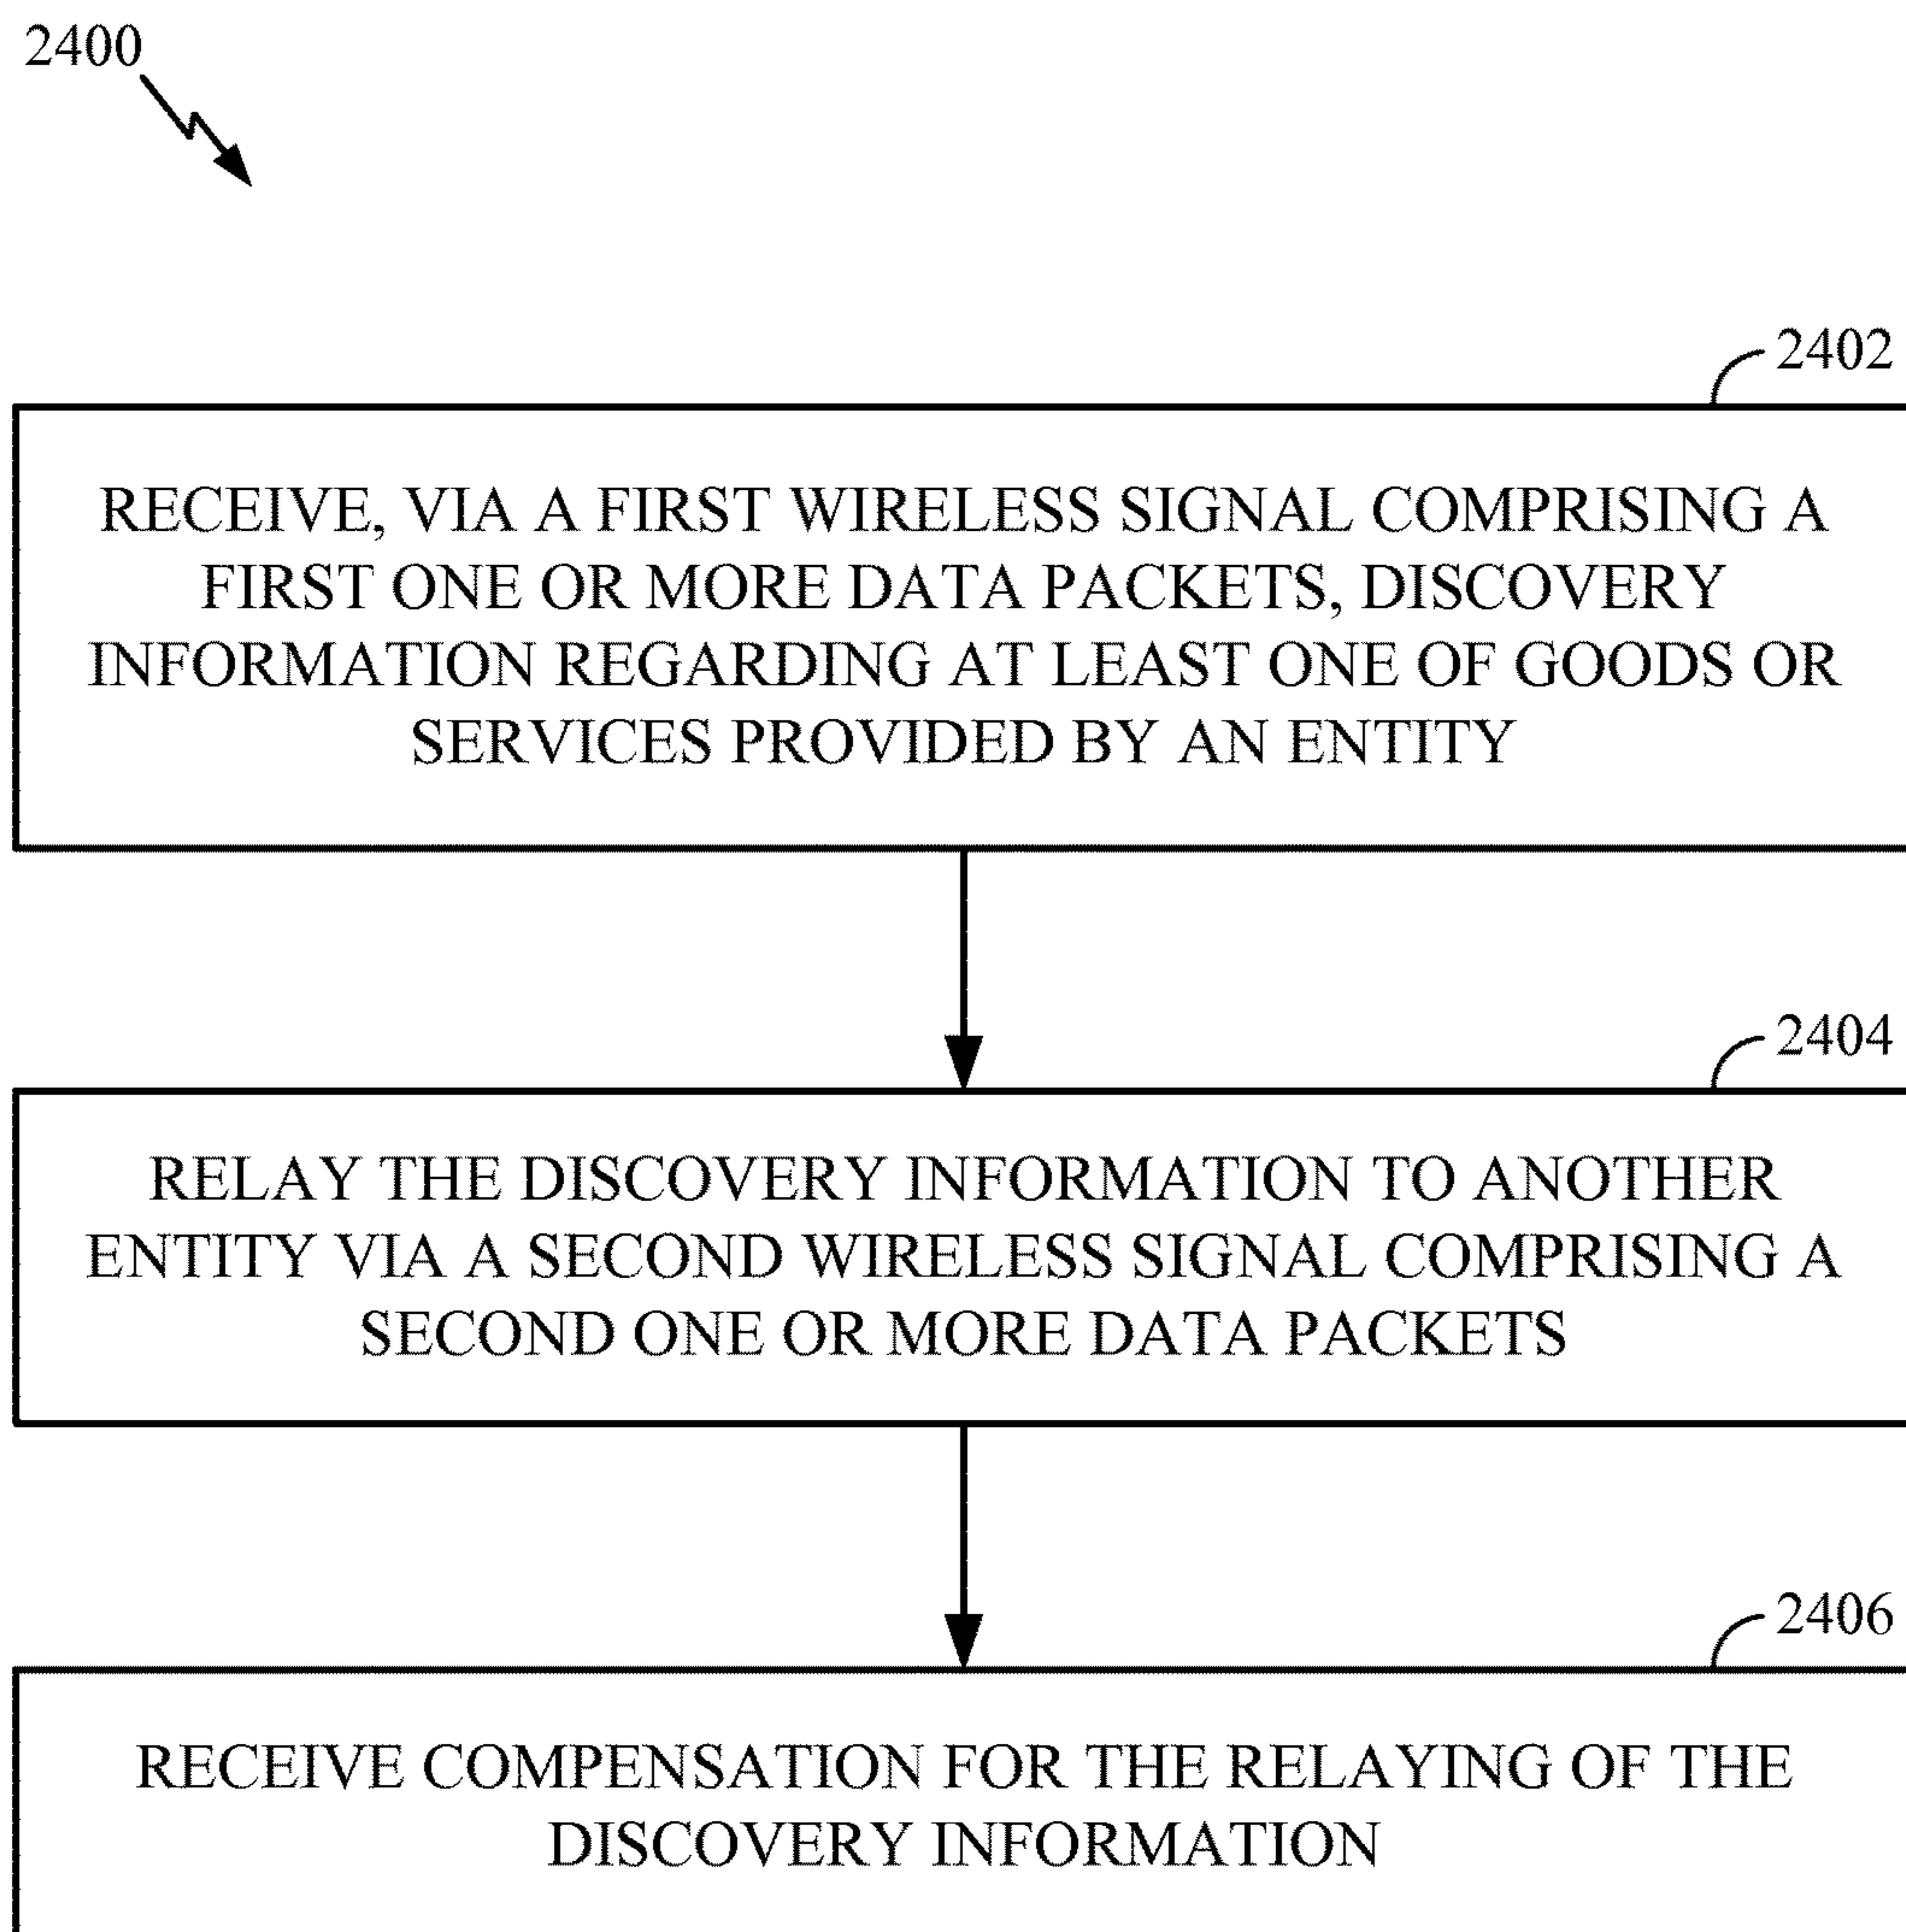 2400
2402
RECEIVE, VIA A FIRST WIRELESS SIGNAL COMPRISING A
FIRST ONE OR MORE DATA PACKETS, DISCOVERY
INFORMATION REGARDING AT LEAST ONE OF GOODS OR
SERVICES PROVIDED BY AN ENTITY
2404
RELAY THE DISCOVERY INFORMATION TO ANOTHER
ENTITY VIA A SECOND WIRELESS SIGNAL COMPRISING A
SECOND ONE OR MORE DATA PACKETS
2406
RECEIVE COMPENSATION FOR THE RELAYING OF THE
DISCOVERY INFORMATION